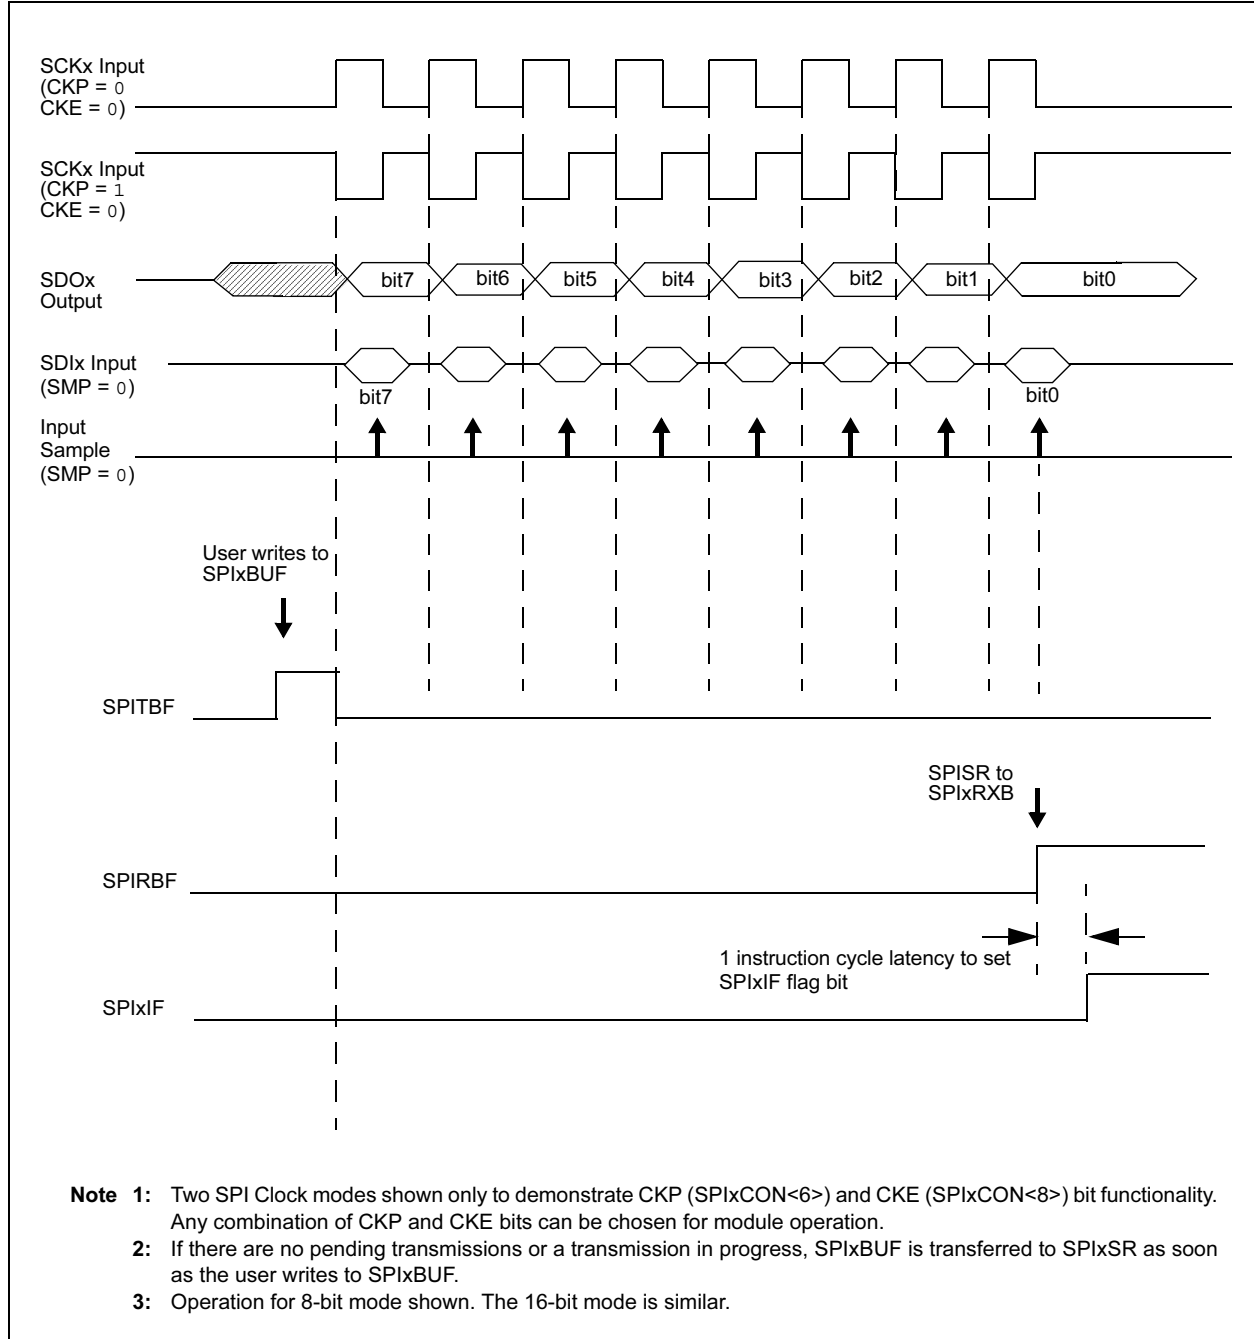 SCKx Input
(CKP = 0
CKE = 0)
SCKx Input
(CKP = 1
CKE = 0)
SDOx
Output
bit7
bit6
bit5
bit4
bit3
bit2
bit1
bit0
SDIx Input
(SMP = 0)
bit7
bit0
Input
Sample
(SMP = 0)
User writes to
SPIxBUF
SPITBF
SPISR to
SPIxRXB
SPIRBF
1 instruction cycle latency to set
SPIxIF flag bit
SPIxIF
Note 1: Two SPI Clock modes shown only to demonstrate CKP (SPIxCON<6>) and CKE (SPIxCON<8>) bit functionality.
Any combination of CKP and CKE bits can be chosen for module operation.
2: If there are no pending transmissions or a transmission in progress, SPIxBUF is transferred to SPIxSR as soon
as the user writes to SPIxBUF.
3: Operation for 8-bit mode shown. The 16-bit mode is similar.